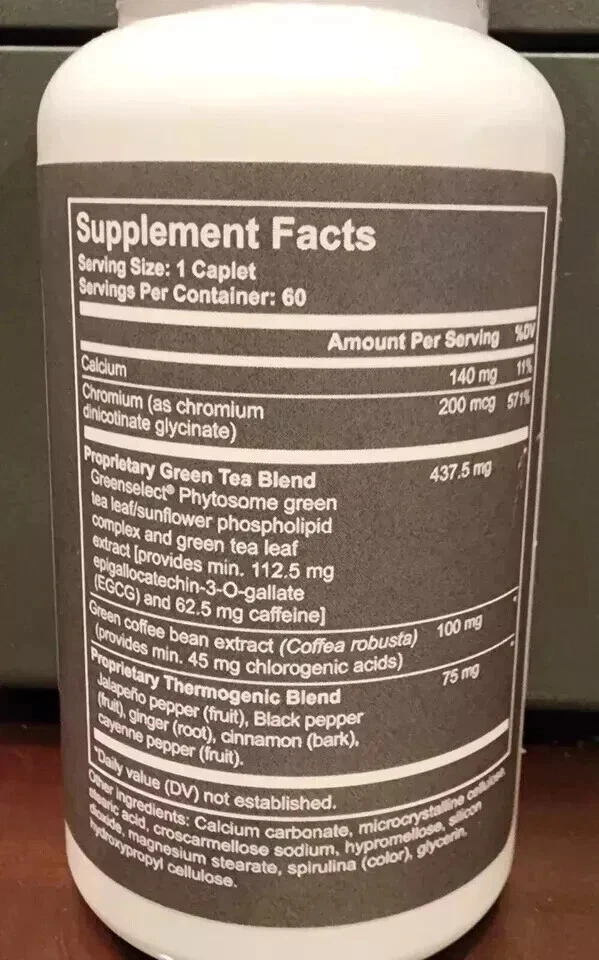 Supplement Facts
Serving Size: 1 Caplet
Servings Per Container: 60
Amount Per Serving %DV
Calcium 140 mg 11%
Chromium (as chromium 200 mcg 571%
dinicotinate glycinate)
Proprietary Green Tea Blend 437.5 mg
Greenselect® Phytosome green
tea leaf/sunflower phospholipid
complex and green tea leaf
extract [provides min. 112.5 mg
epigallocatechin-3-O-gallate
(EGCG) and 62.5 mg caffeine]
Green coffee bean extract (Coffea robusta) 100 mg *
(provides min. 45 mg chlorogenic acids)
Proprietary Thermogenic Blend 75 mg *
Jalapeño pepper (fruit), Black pepper
(fruit), ginger (root), cinnamon (bark),
cayenne pepper (fruit).
*Daily value (DV) not established.
Other ingredients: Calcium carbonate, microcrystalline cellulose,
stearic acid, croscarmellose sodium, hypromellose, silicon
dioxide, magnesium stearate, spirulina (color), glycerin,
hydroxypropyl cellulose.